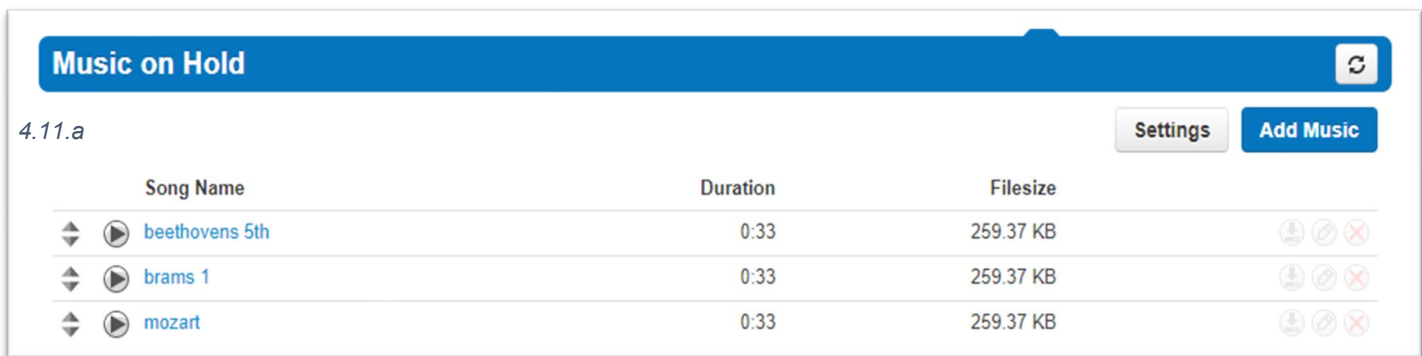 Music on Hold
4.11.a
Settings Add Music
Song Name Duration Filesize
beethovens 5th 0:33 259.37 KB
brams 1 0:33 259.37 KB
mozart 0:33 259.37 KB